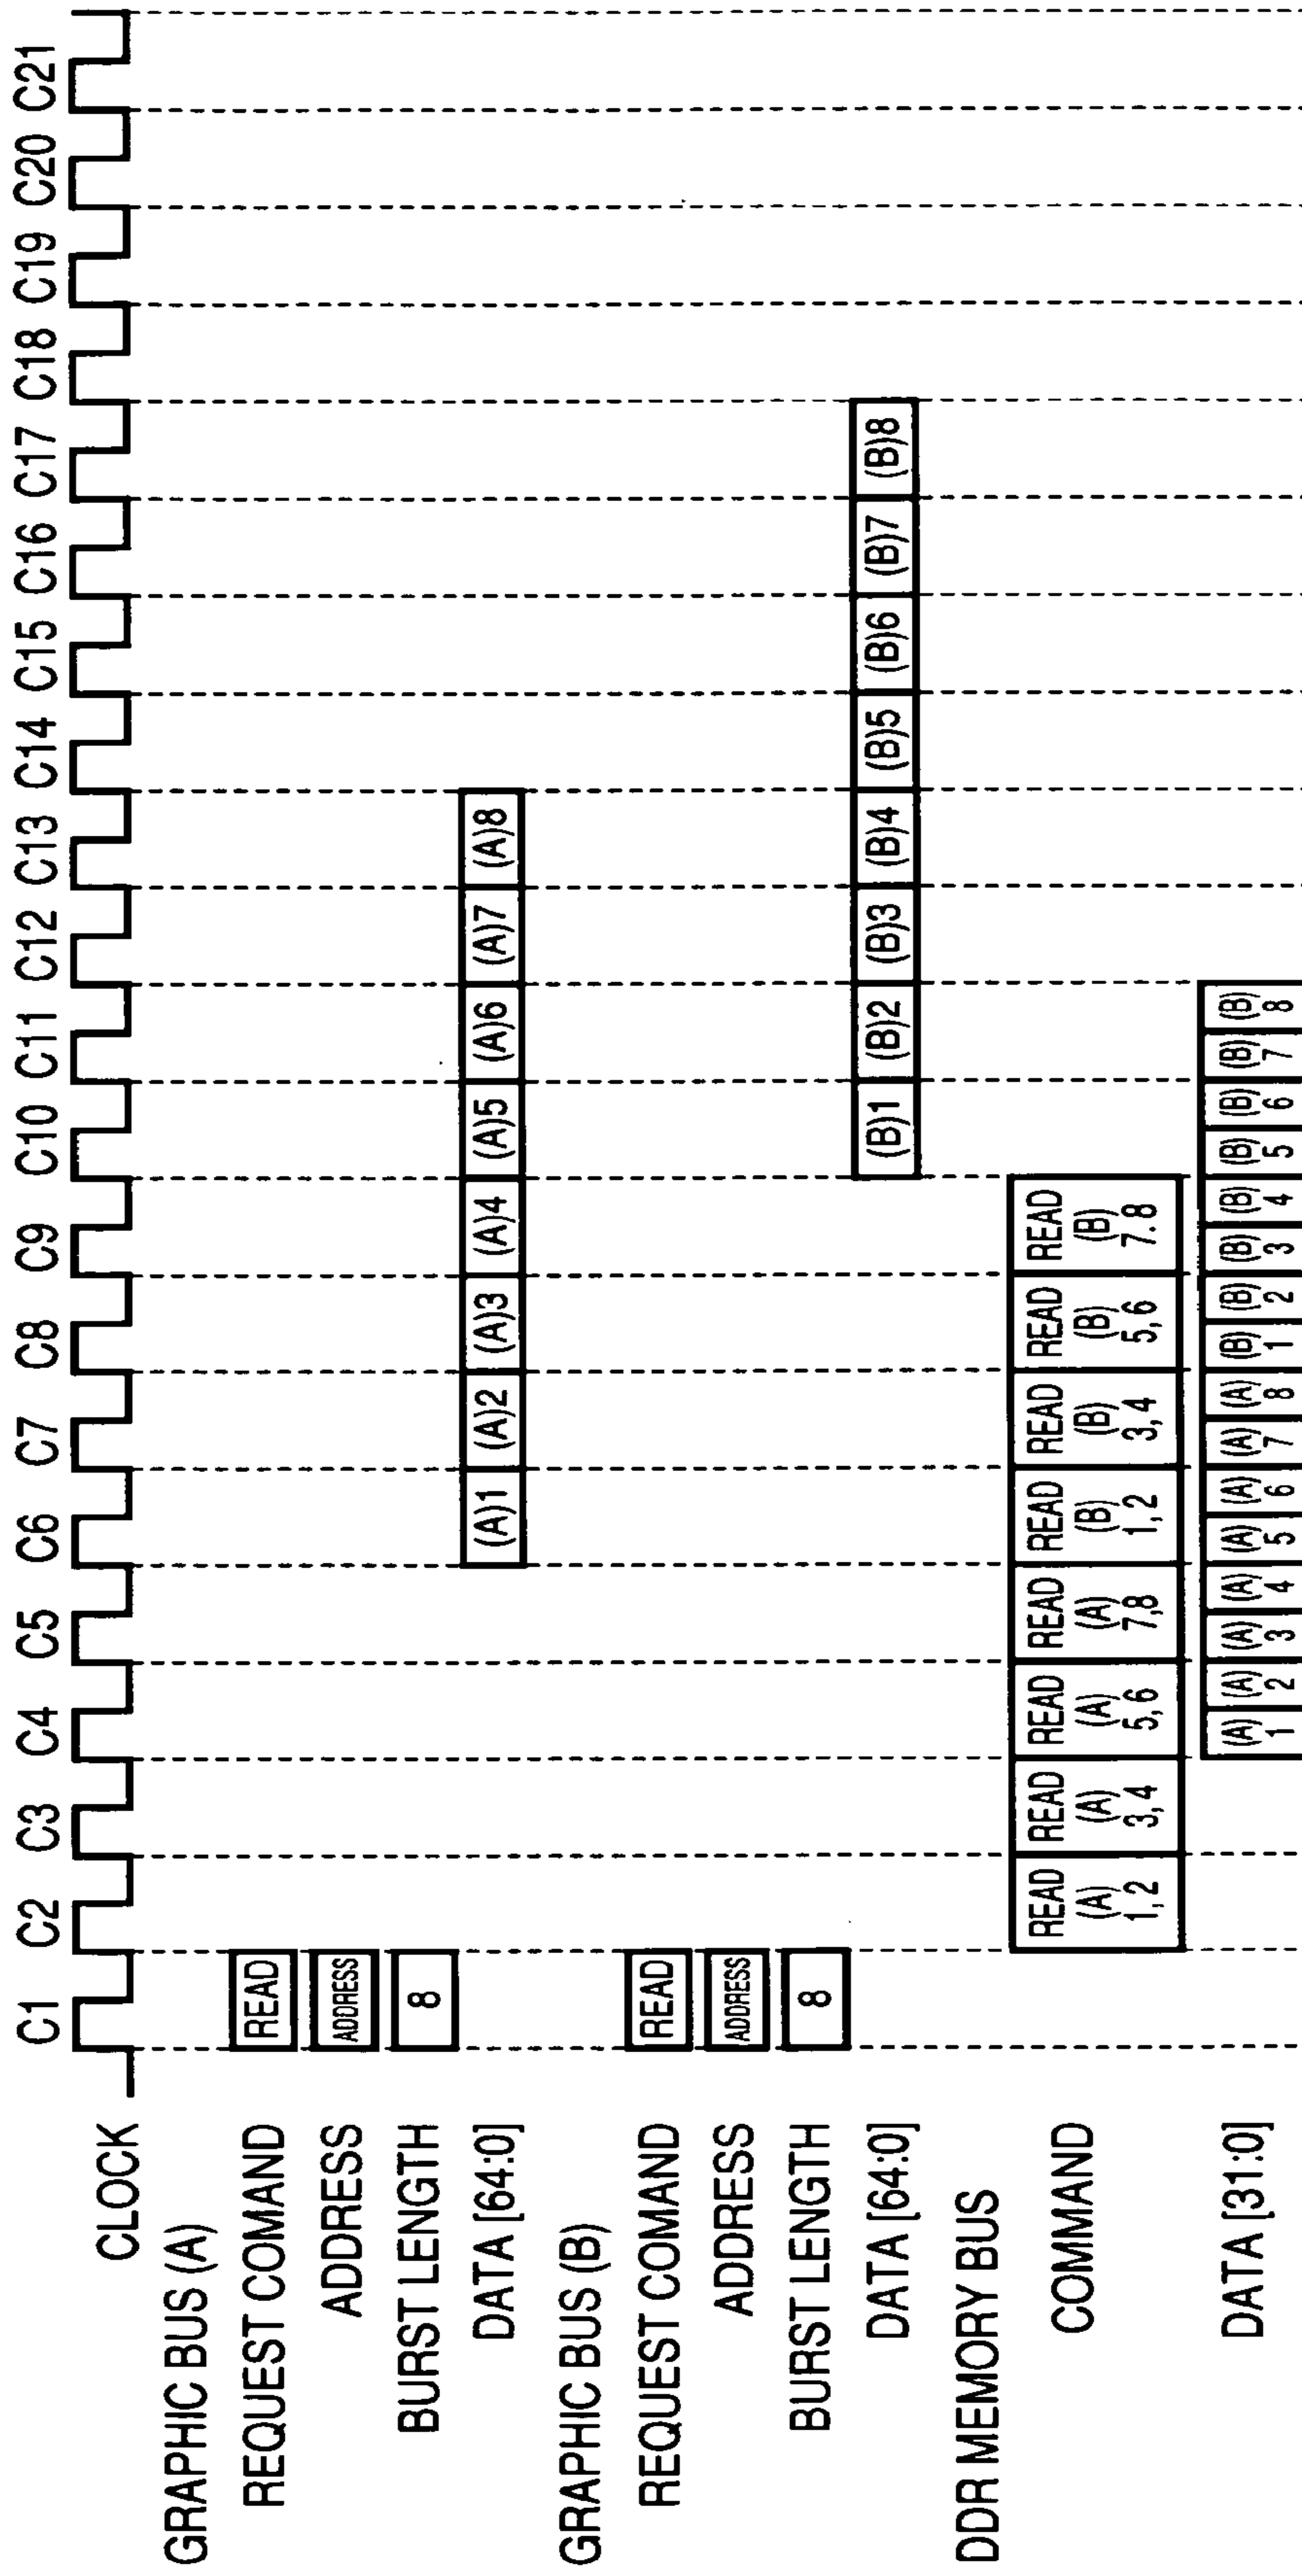 C1 C2 C3 C4 C5 C6 C7 C8 C9 C10 C11 C12 C13 C14 C15 C16 C17 C18 C19 C20 C21
CLOCK
GRAPHIC BUS (A)
REQUEST COMAND READ
ADDRESS ADDRESS
BURST LENGTH 8
DATA [64:0] (A)1 (A)2 (A)3 (A)4 (A)5 (A)6 (A)7 (A)8
GRAPHIC BUS (B)
REQUEST COMAND READ
ADDRESS ADDRESS
BURST LENGTH 8
DATA [64:0] (B)1 (B)2 (B)3 (B)4 (B)5 (B)6 (B)7 (B)8
DDR MEMORY BUS
READ READ READ READ READ READ READ READ
COMMAND (A) (A) (A) (A) (B) (B) (B) (B)
1,2 3,4 5,6 7,8 1,2 3,4 5,6 7.8
(A) (A) (A) (A) (A) (A) (A) (A) (B) (B) (B) (B) (B) (B) (B) (B)
DATA [31:0] 1 2 3 4 5 6 7 8 1 2 3 4 5 6 7 8